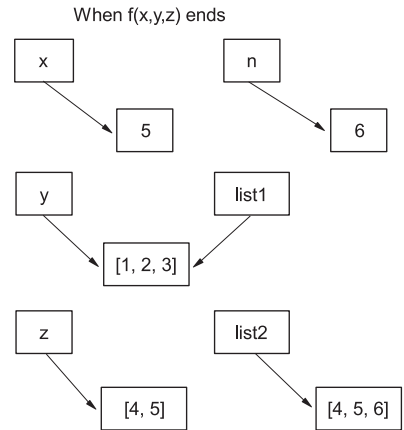 When f(x,y,z) ends
x
n
5
6
y
list1
[1, 2, 3]
z
list2
[4, 5]
[4, 5, 6]